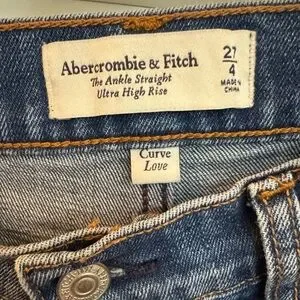 Abercrombie & Fitch
The Ankle Straight
Ultra High Rise
27
4
MADE IN
CHINA
Curve
Love